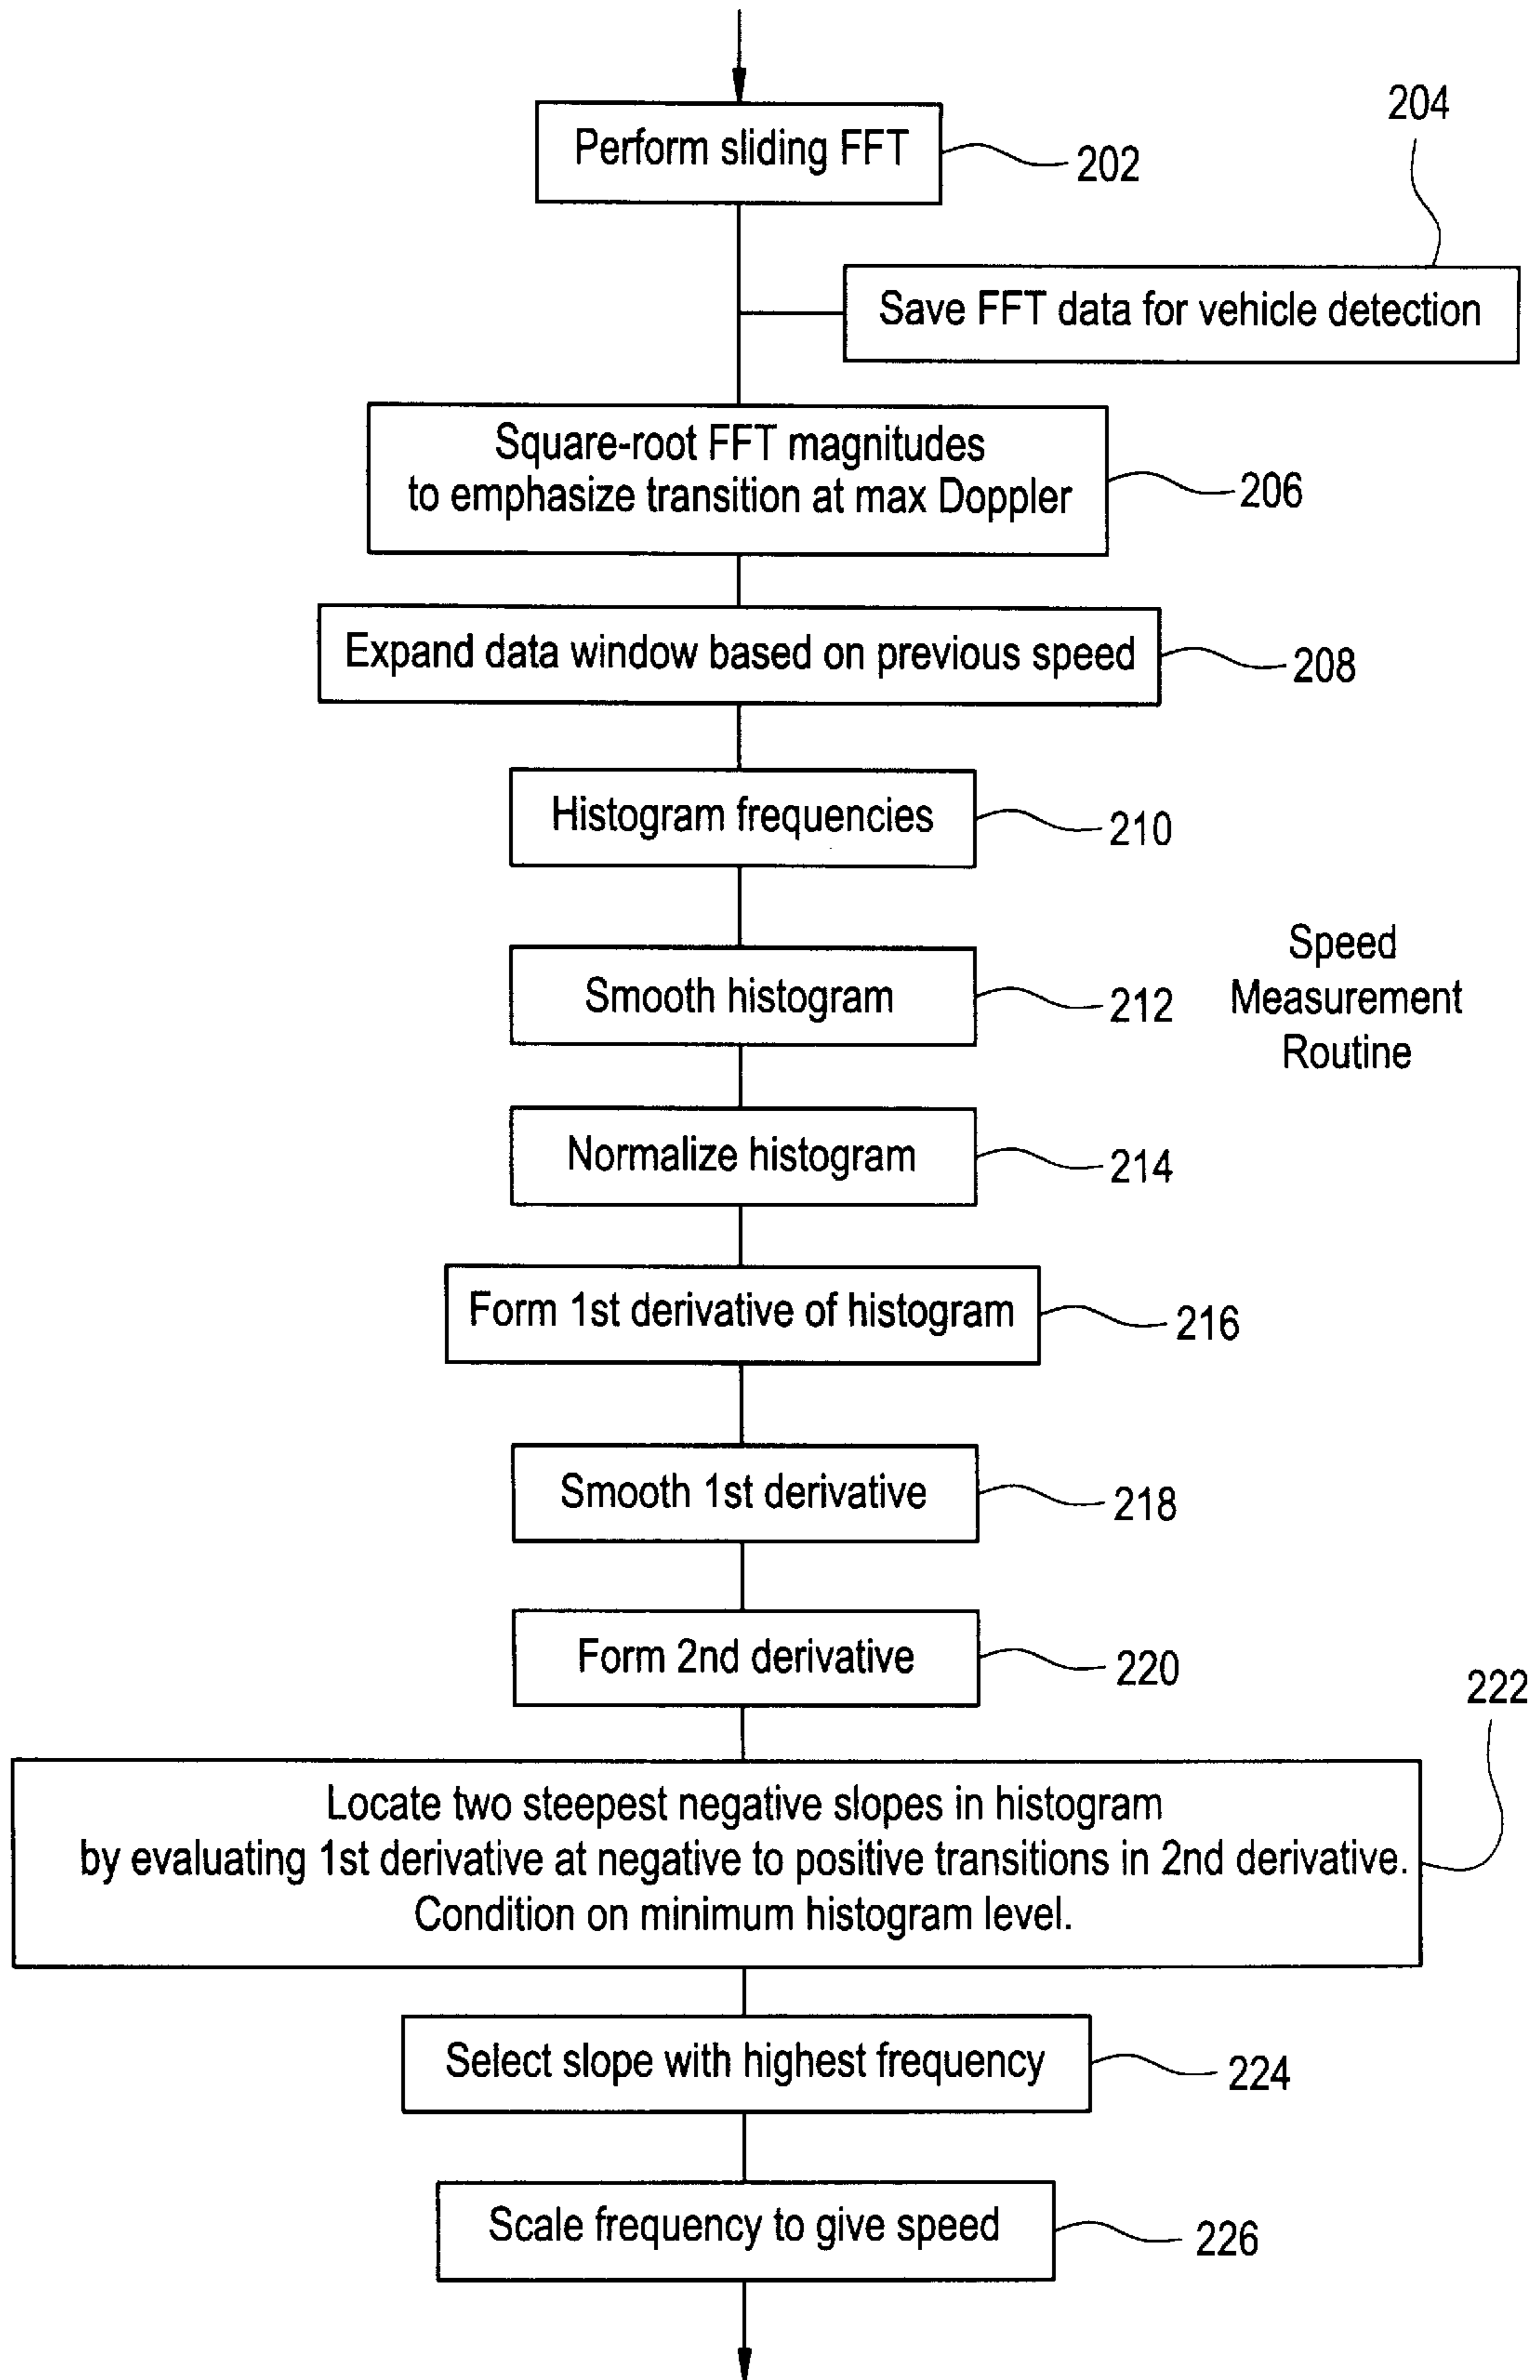 Perform sliding FFT
202
204
Save FFT data for vehicle detection
Square-root FFT magnitudes
to emphasize transition at max Doppler
206
Expand data window based on previous speed
208
Histogram frequencies
210
Smooth histogram
212
Speed
Measurement
Routine
Normalize histogram
214
Form 1st derivative of histogram
216
Smooth 1st derivative
218
Form 2nd derivative
220
222
Locate two steepest negative slopes in histogram
by evaluating 1st derivative at negative to positive transitions in 2nd derivative.
Condition on minimum histogram level.
Select slope with highest frequency
224
Scale frequency to give speed
226